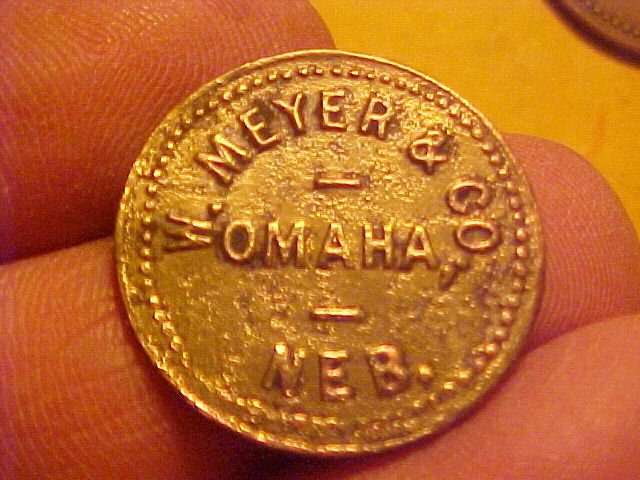 W. MEYER & CO,
OMAHA,
NEB.